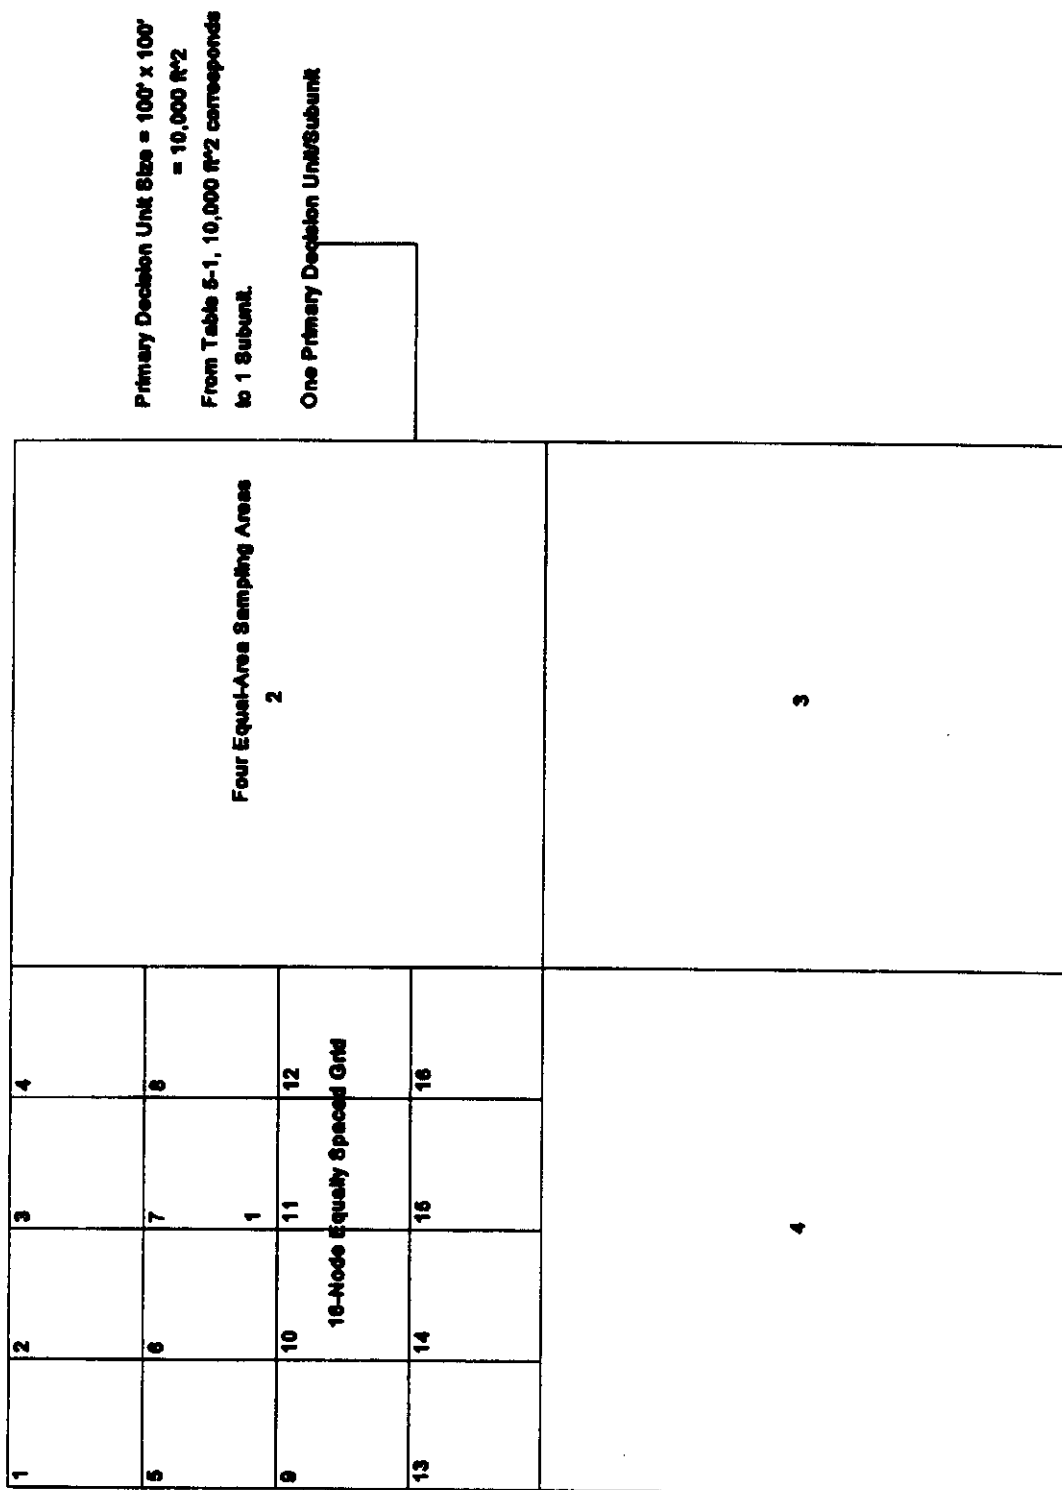 1
2
3
4
5
6
7
8
1
9
10
11
12
16-Node Equally Spaced Grid
13
14
15
16
Four Equal-Area Sampling Areas
2
4
3
Primary Decision Unit Size = 100' x 100'
= 10,000 ft^2
From Table 5-1, 10,000 ft^2 corresponds
to 1 Subunit.
One Primary Decision Unit/Subunit